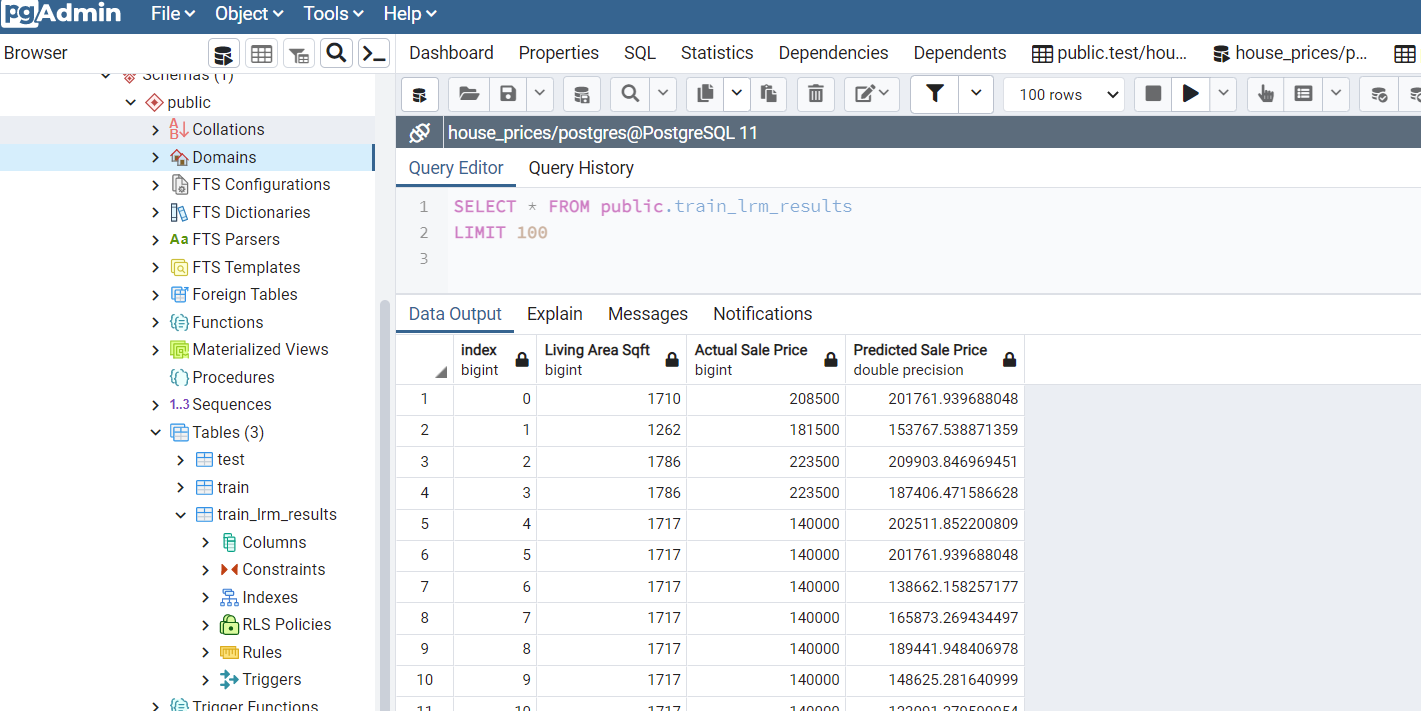 pgAdmin File Object Tools Help
Browser
Dashboard Properties SQL Statistics Dependencies Dependents public.test/hou... house_prices/p...
100 rows
house_prices/postgres@PostgreSQL 11
Query Editor Query History
1 SELECT * FROM public.train_lrm_results
2 LIMIT 100
3
Schemas (1)
public
Collations
Domains
FTS Configurations
FTS Dictionaries
Aa FTS Parsers
FTS Templates
Foreign Tables
Functions
Materialized Views
Procedures
1..3 Sequences
Tables (3)
test
train
train_lrm_results
Columns
Constraints
Indexes
RLS Policies
Rules
Triggers
Trigger Functions
Data Output Explain Messages Notifications
index Living Area Sqft Actual Sale Price Predicted Sale Price
bigint bigint bigint double precision
1 0 1710 208500 201761.939688048
2 1 1262 181500 153767.538871359
3 2 1786 223500 209903.846969451
4 3 1786 223500 187406.471586628
5 4 1717 140000 202511.852200809
6 5 1717 140000 201761.939688048
7 6 1717 140000 138662.158257177
8 7 1717 140000 165873.269434497
9 8 1717 140000 189441.948406978
10 9 1717 140000 148625.281640999
11 10 1717 140000